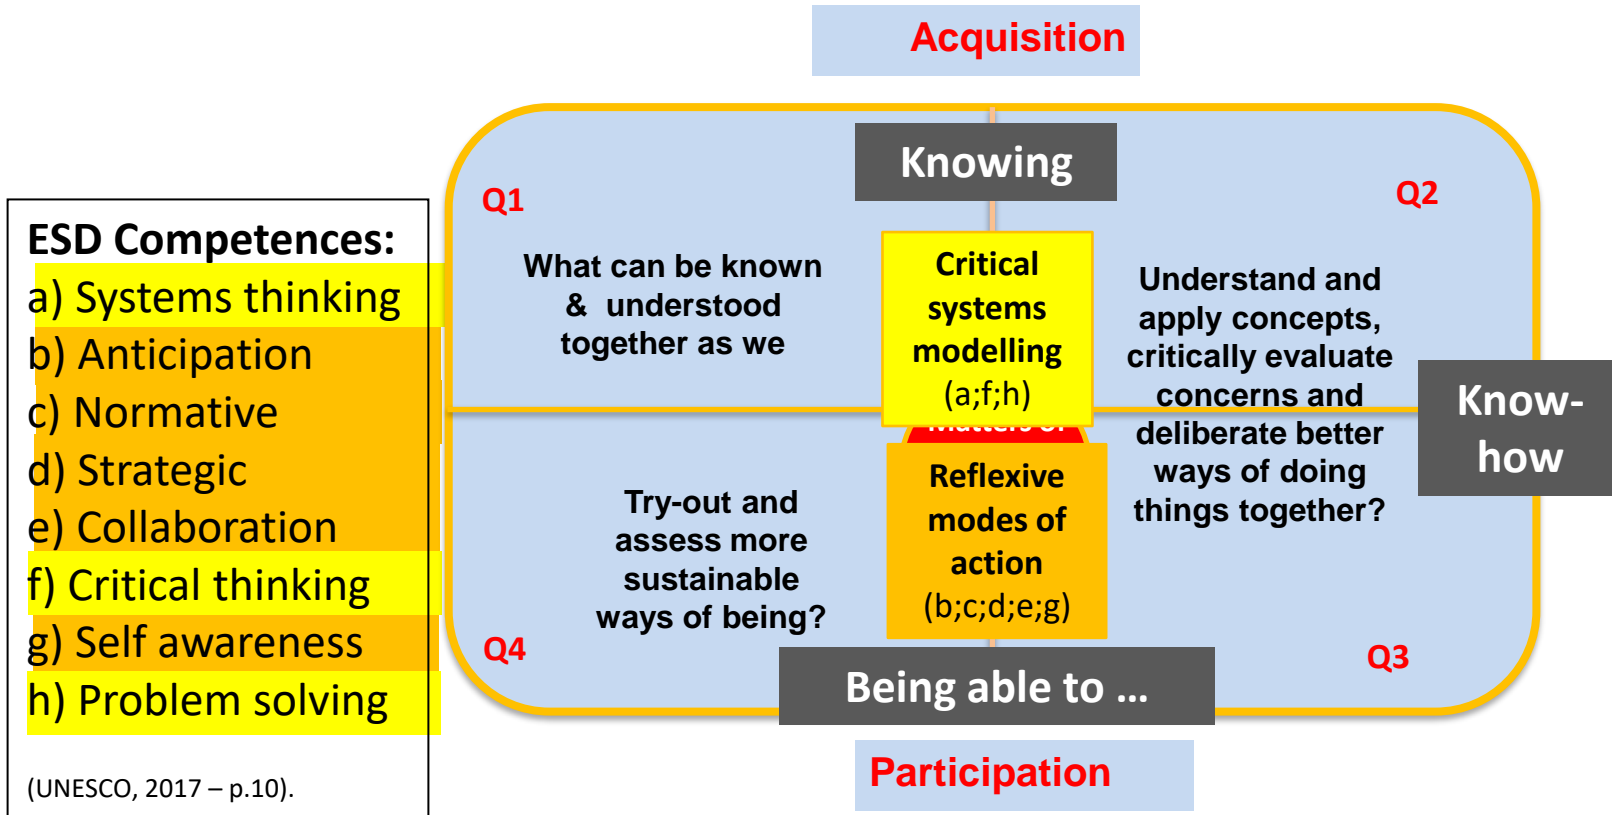 Acquisition
Knowing
Q1
Q2
ESD Competences:
a) Systems thinking
b) Anticipation
c) Normative
d) Strategic
e) Collaboration
f) Critical thinking
g) Self awareness
h) Problem solving
(UNESCO, 2017 – p.10).
What can be known
& understood
together as we
Critical
systems
modelling
(a;f;h)
Understand and
apply concepts,
critically evaluate
concerns and
deliberate better
ways of doing
things together?
Know-
how
Matters of
Try-out and
assess more
sustainable
ways of being?
Reflexive
modes of
action
(b;c;d;e;g)
Q4
Q3
Being able to ...
Participation